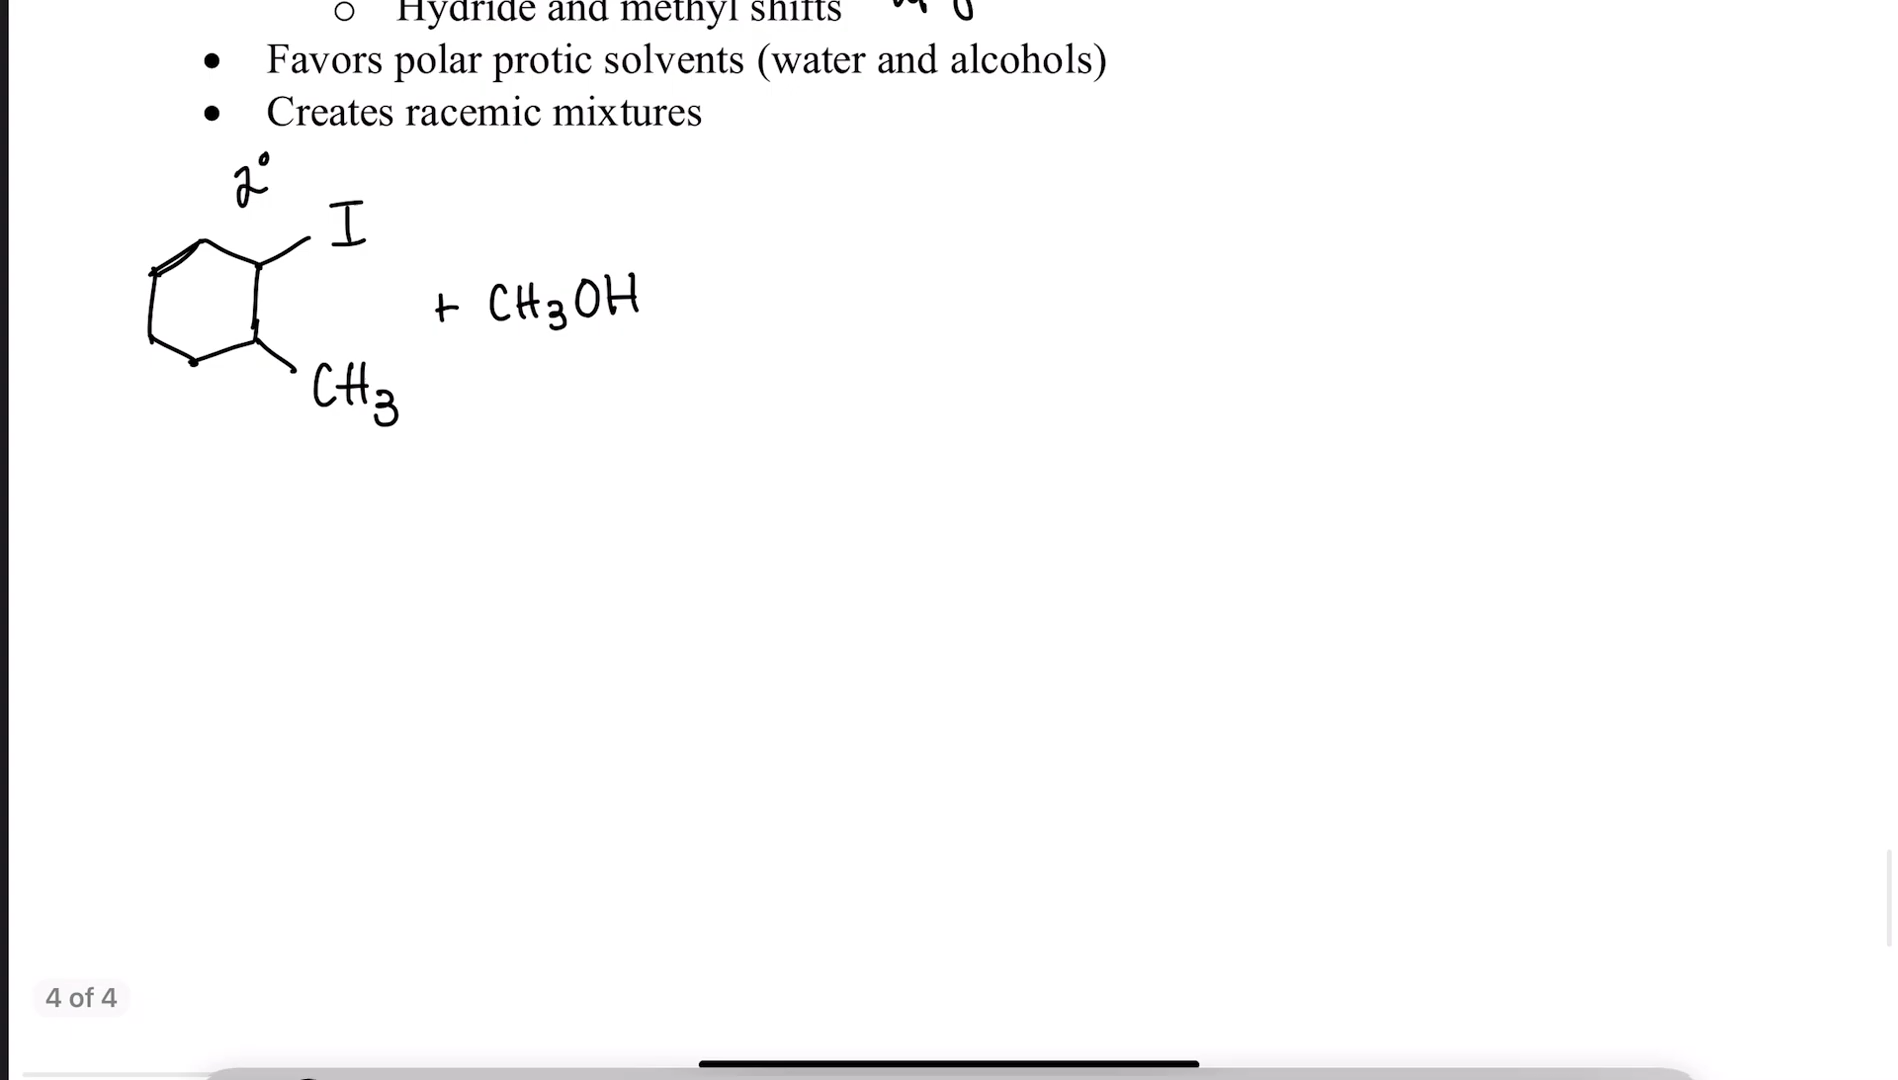 ○ Hydride and methyl shifts
• Favors polar protic solvents (water and alcohols)
• Creates racemic mixtures
2°
I
+ CH₃OH
CH₃
4 of 4